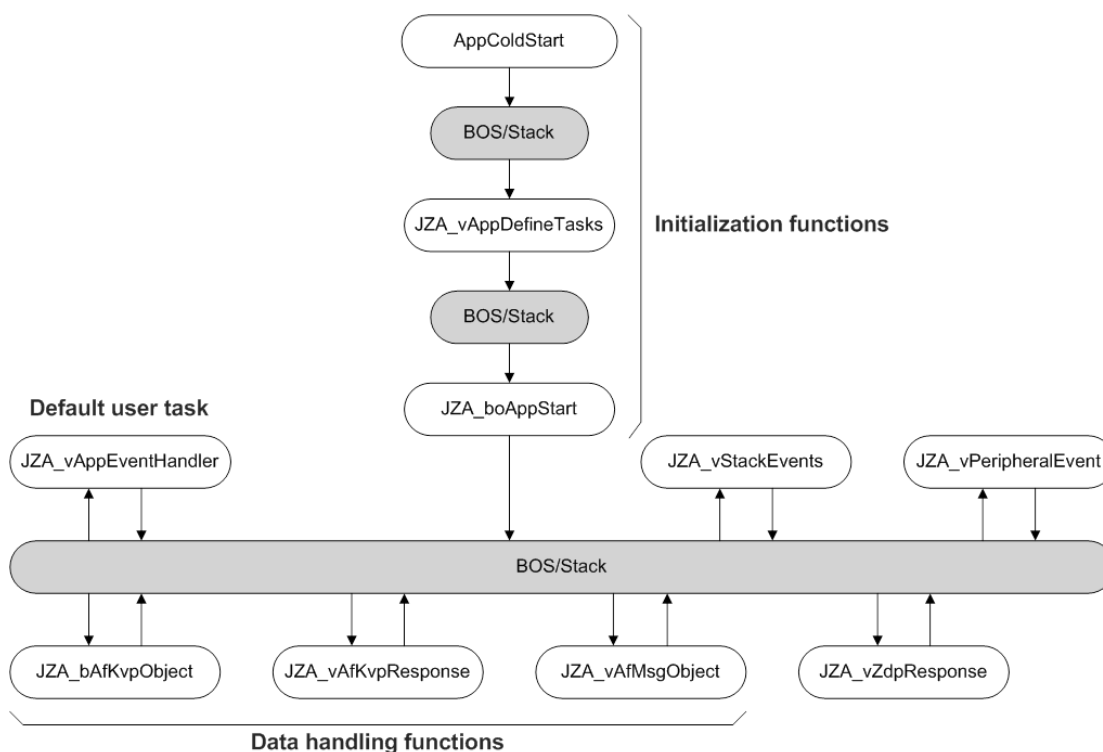 AppColdStart
BOS/Stack
JZA_vAppDefineTasks
Initialization functions
BOS/Stack
Default user task
JZA_boAppStart
JZA_vAppEventHandler
JZA_vStackEvents
JZA_vPeripheralEvent
BOS/Stack
JZA_bAfKvpObject
JZA_vAfKvpResponse
JZA_vAfMsgObject
JZA_vZdpResponse
Data handling functions